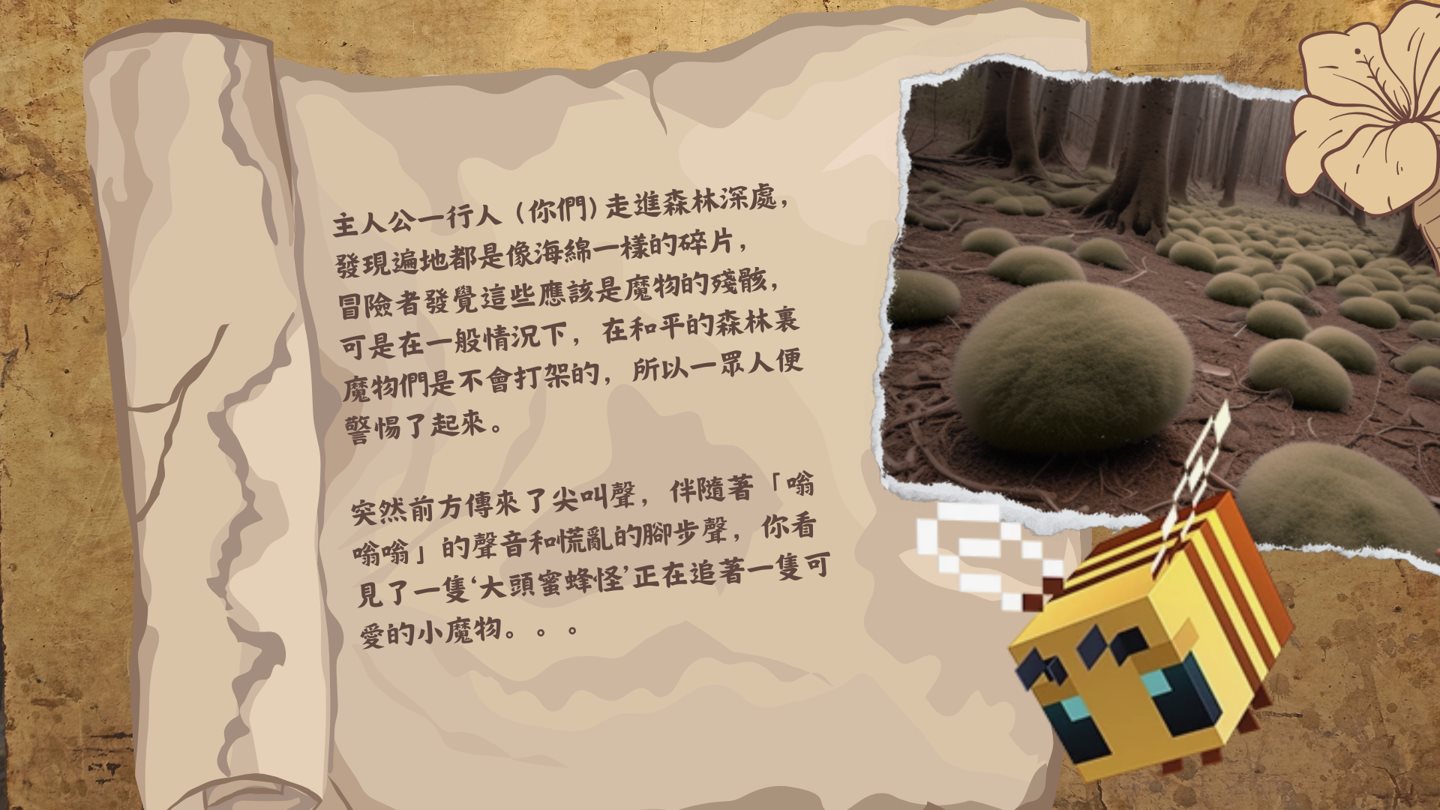 主人公一行人（你們）走進森林深處，
發現遍地都是像海綿一樣的碎片，
冒險者發覺這些應該是魔物的殘骸，
可是在一般情況下，在和平的森林裏
魔物們是不會打架的，所以一眾人便
警惕了起來。
突然前方傳來了尖叫聲，伴隨著「嗡
嗡嗡」的聲音和慌亂的腳步聲，你看
見了一隻‘大頭蜜蜂怪’正在追著一隻可
愛的小魔物。。。